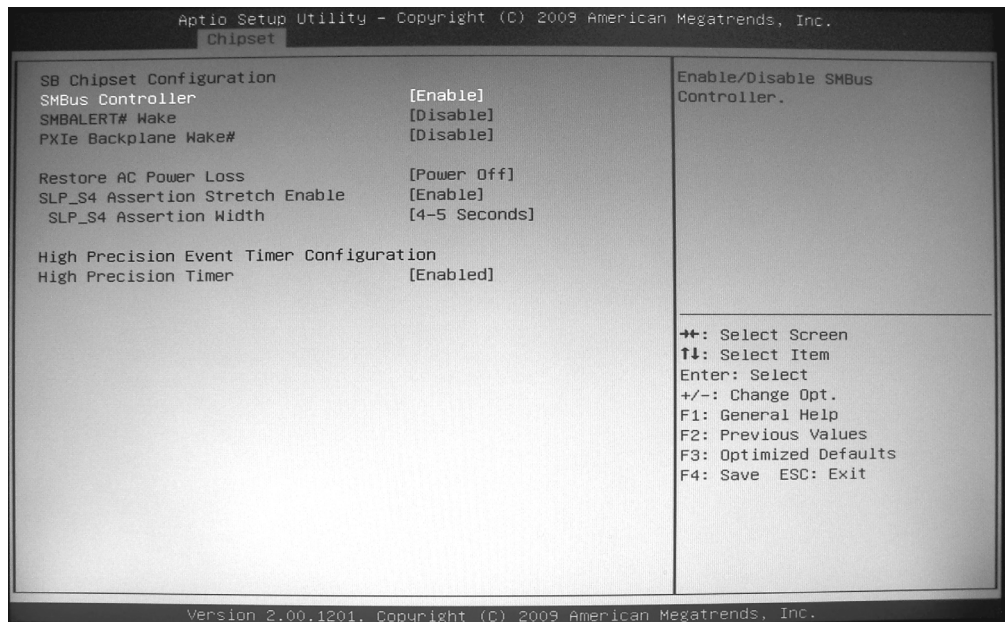 Aptio Setup Utility - Copyright (C) 2009 American Megatrends, Inc.
Chipset
SB Chipset Configuration
SMBus Controller [Enable]
SMBALERT# Wake [Disable]
PXIe Backplane Wake# [Disable]
Restore AC Power Loss [Power Off]
SLP_S4 Assertion Stretch Enable [Enable]
SLP_S4 Assertion Width [4-5 Seconds]
High Precision Event Timer Configuration
High Precision Timer [Enabled]
Enable/Disable SMBus
Controller.
→←: Select Screen
↑↓: Select Item
Enter: Select
+/-: Change Opt.
F1: General Help
F2: Previous Values
F3: Optimized Defaults
F4: Save ESC: Exit
Version 2.00.1201. Copyright (C) 2009 American Megatrends, Inc.